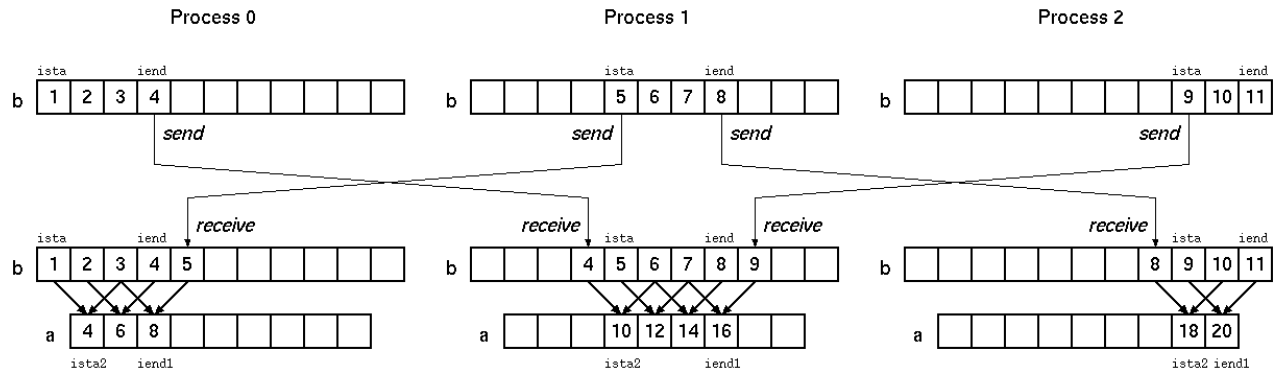 Process 0 Process 1 Process 2
ista iend ista iend ista iend
b 1 2 3 4 b 5 6 7 8 b 9 10 11
send send send send
receive receive receive receive
ista iend ista iend ista iend
b 1 2 3 4 5 b 4 5 6 7 8 9 b 8 9 10 11
a 4 6 8 a 10 12 14 16 a 18 20
ista2 iend1 ista2 iend1 ista2 iend1